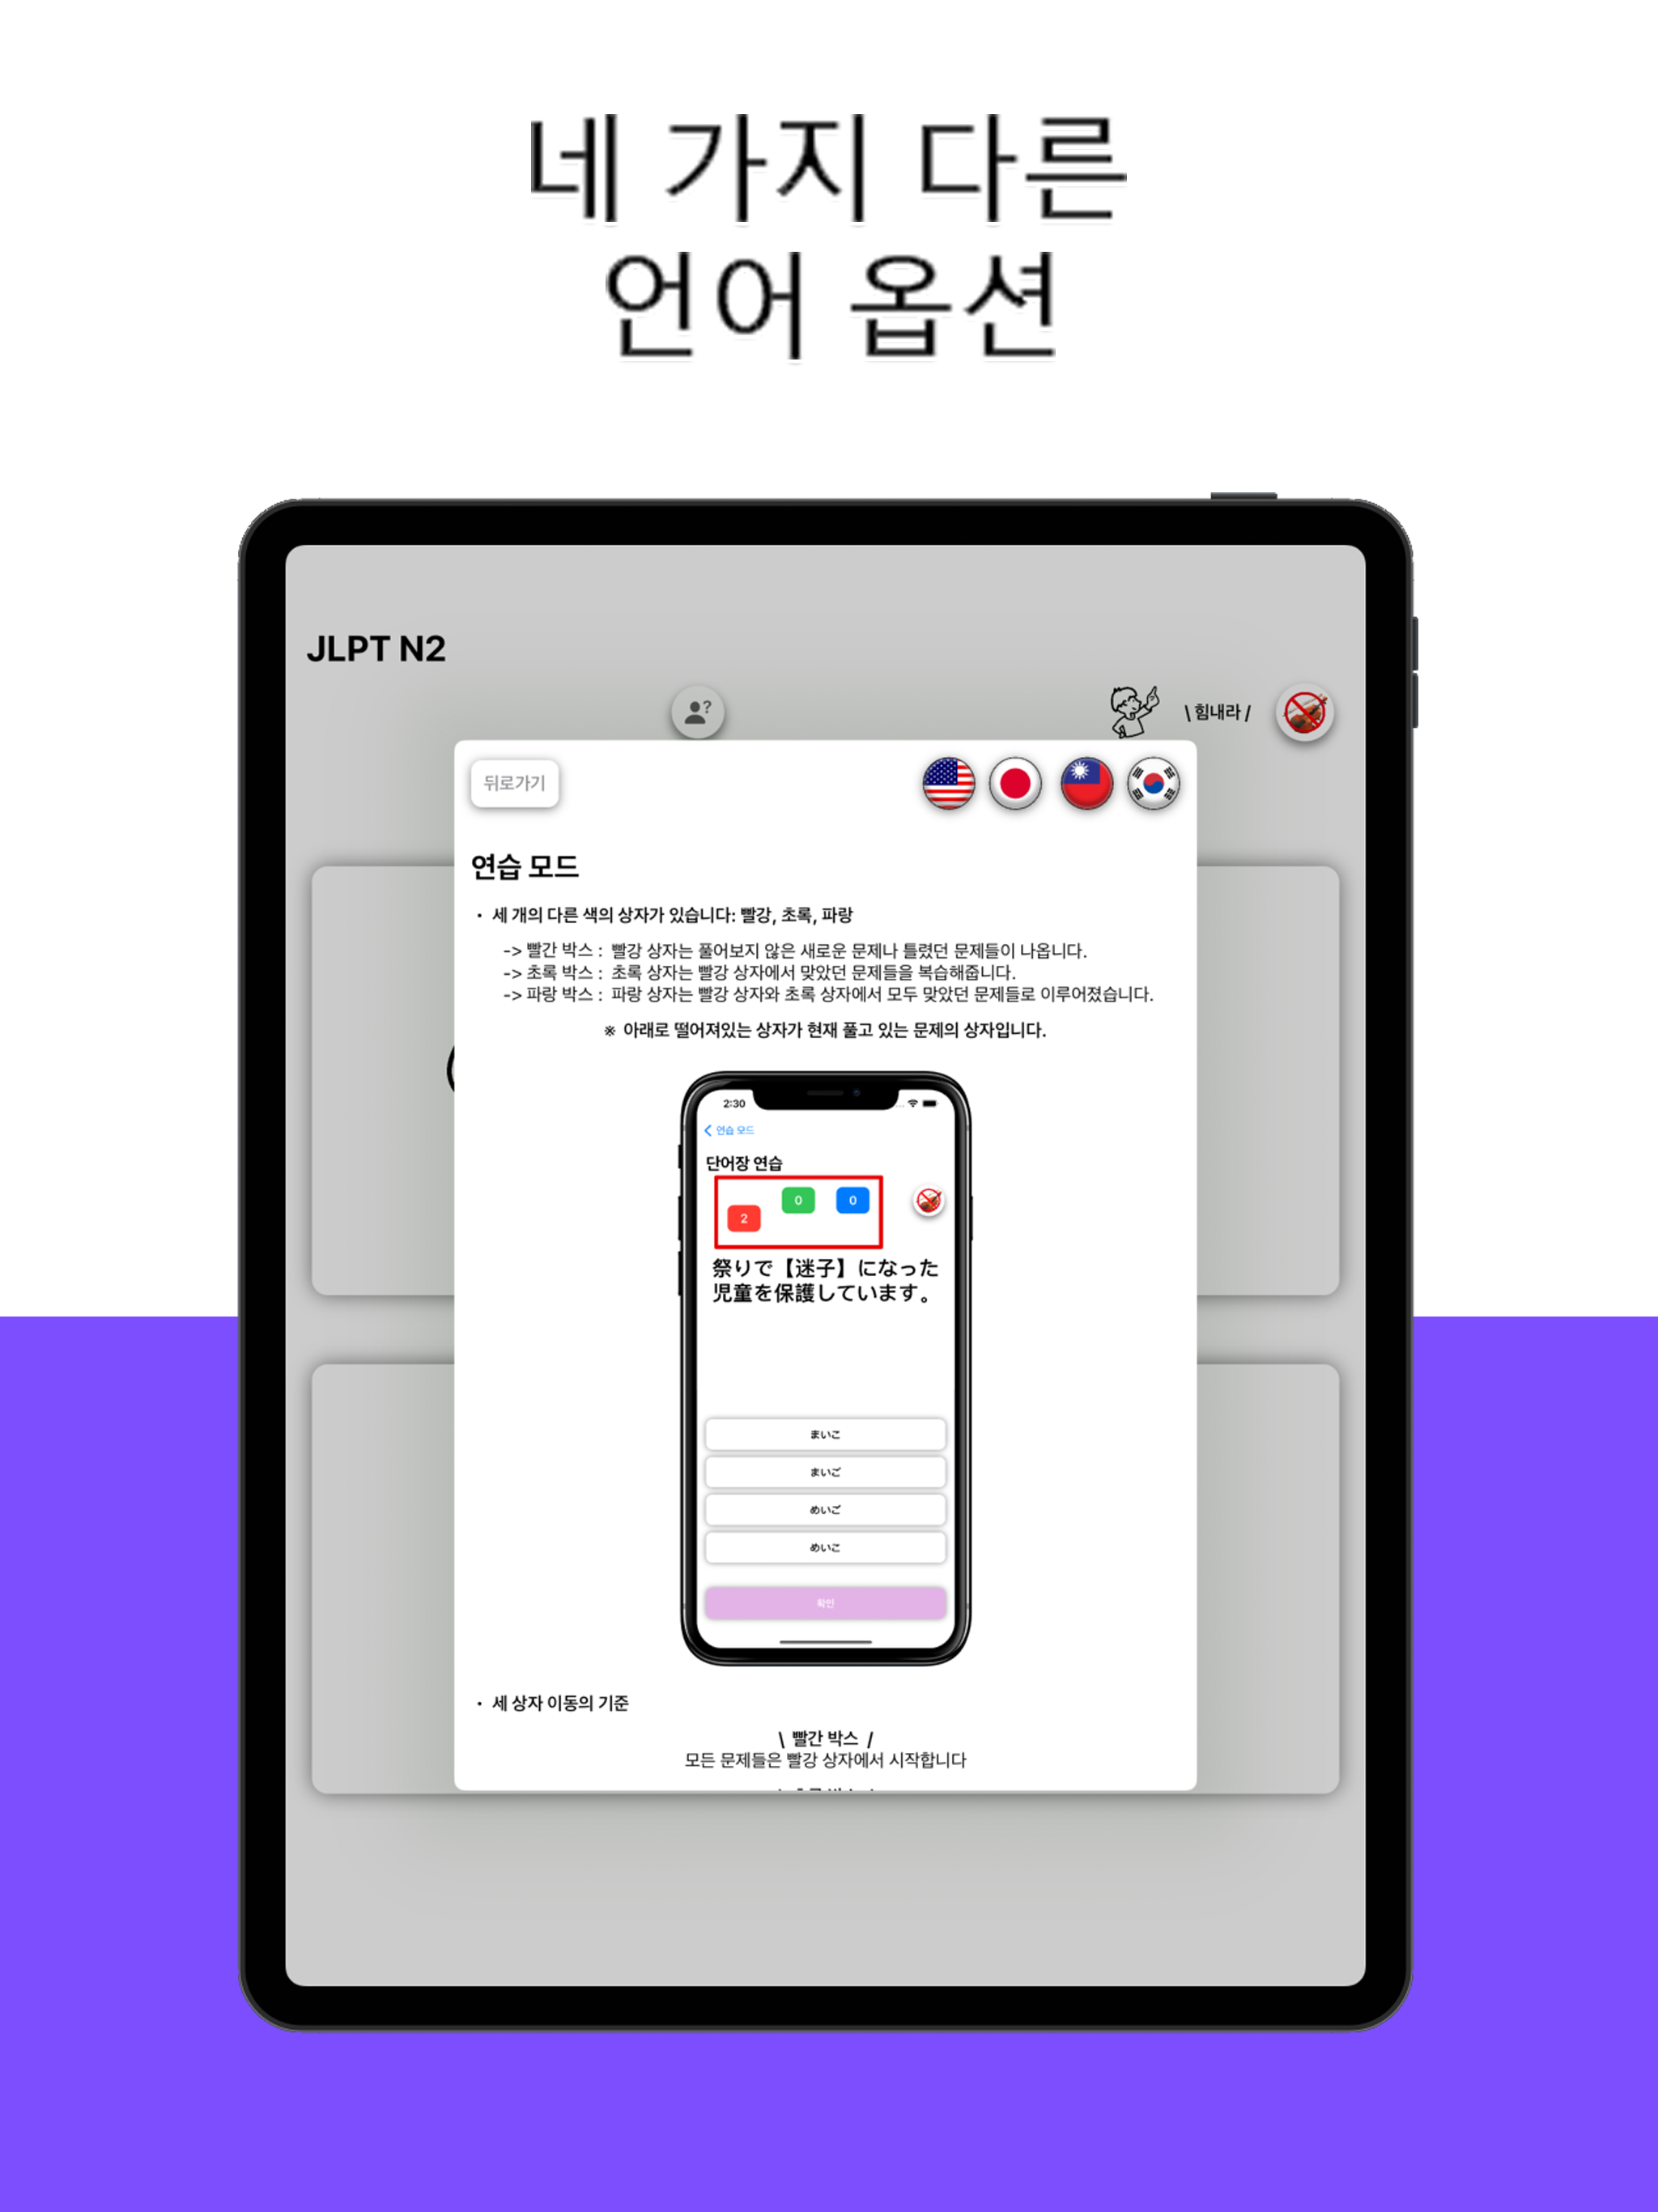 네 가지 다른
언어 옵션
JLPT N2
?
\ 힘내라 /
뒤로가기
연습 모드
• 세 개의 다른 색의 상자가 있습니다: 빨강, 초록, 파랑
-> 빨간 박스 : 빨강 상자는 풀어보지 않은 새로운 문제나 틀렸던 문제들이 나옵니다.
-> 초록 박스 : 초록 상자는 빨강 상자에서 맞았던 문제들을 복습해줍니다.
-> 파랑 박스 : 파랑 상자는 빨강 상자와 초록 상자에서 모두 맞았던 문제들로 이루어졌습니다.
※ 아래로 떨어져있는 상자가 현재 풀고 있는 문제의 상자입니다.
2:30
연습 모드
단어장 연습
2 0 0
祭りで【迷子】になった
児童を保護しています。
まいこ
まいご
めいご
めいこ
확인
• 세 상자 이동의 기준
\ 빨간 박스 /
모든 문제들은 빨강 상자에서 시작합니다